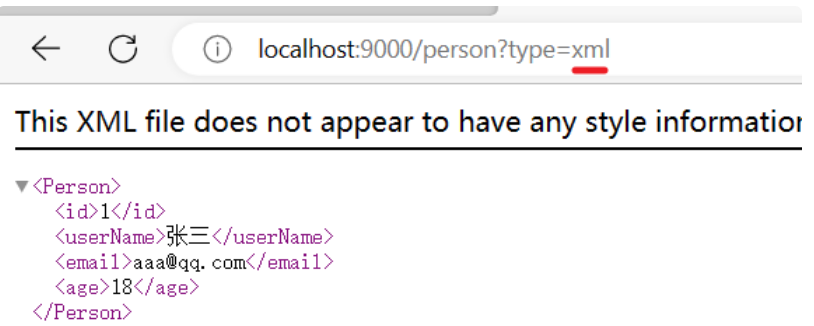 localhost:9000/person?type=xml
This XML file does not appear to have any style information
<Person>
<id>1</id>
<userName>张三</userName>
<email>aaa@qq.com</email>
<age>18</age>
</Person>